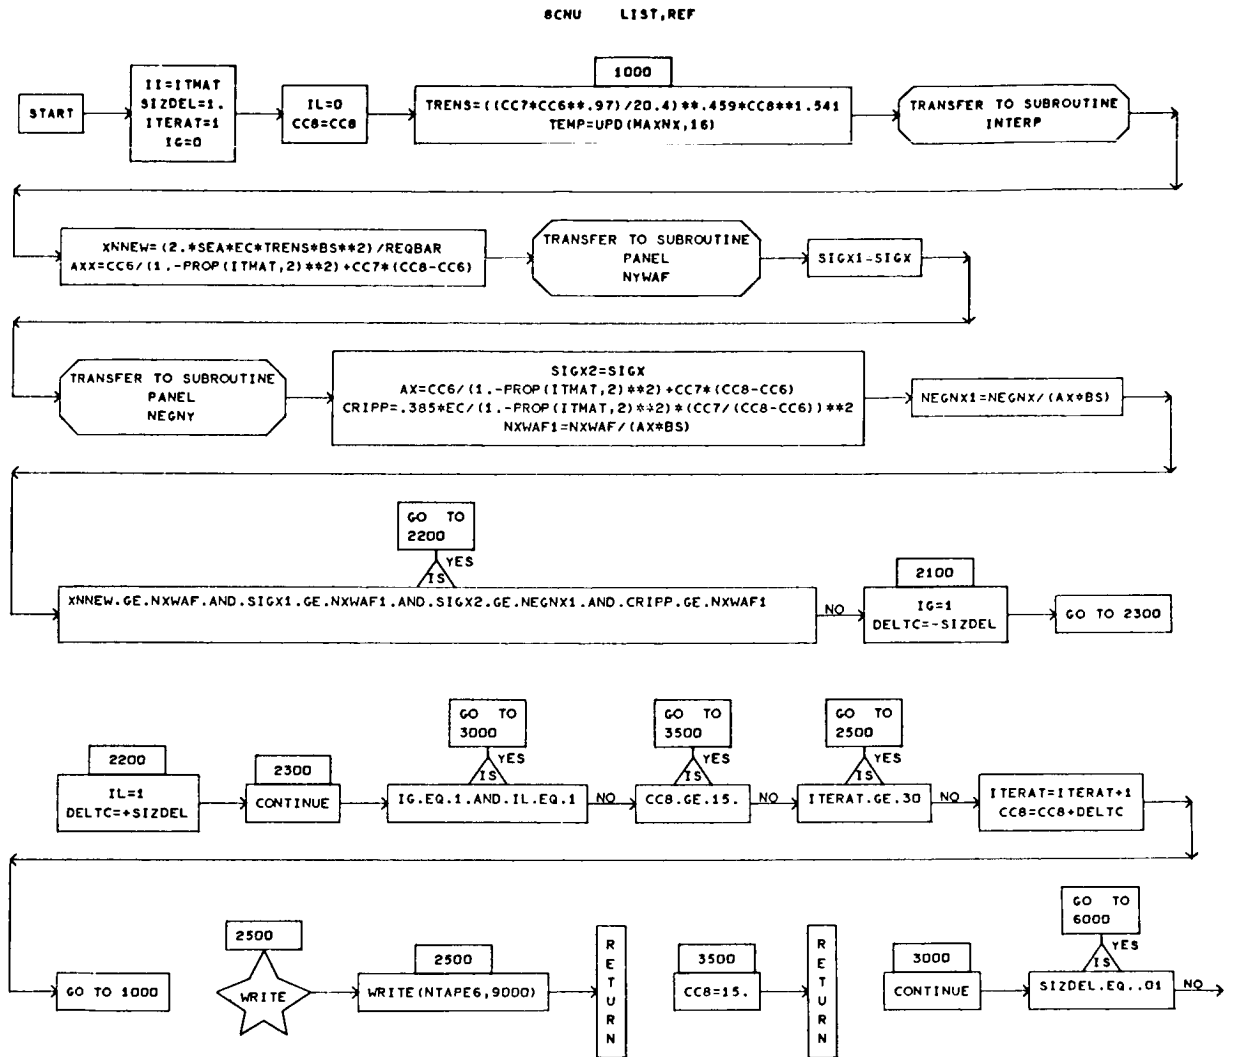 8CNU LIST,REF
START
II=ITMAT
SIZDEL=1.
ITERAT=1
IG=0
IL=0
CC8=CC8
1000
TRENS=((CC7*CC6**.97)/20.4)**.459*CC8**1.541
TEMP=UPD(MAXNX,16)
TRANSFER TO SUBROUTINE
INTERP
XNNEW=(2.*SEA*EC*TRENS*BS**2)/REQBAR
AXX=CC6/(1.-PROP(ITMAT,2)**2)+CC7*(CC8-CC6)
TRANSFER TO SUBROUTINE
PANEL
NYWAF
SIGX1-SIGX
TRANSFER TO SUBROUTINE
PANEL
NEGNY
SIGX2=SIGX
AX=CC6/(1.-PROP(ITMAT,2)**2)+CC7*(CC8-CC6)
CRIPP=.385*EC/(1.-PROP(ITMAT,2)**2)*(CC7/(CC8-CC6))**2
NXWAF1=NXWAF/(AX*BS)
NEGNX1=NEGNX/(AX*BS)
GO TO
2200
YES
IS
XNNEW.GE.NXWAF.AND.SIGX1.GE.NXWAF1.AND.SIGX2.GE.NEGNX1.AND.CRIPP.GE.NXWAF1
NO
2100
IG=1
DELTC=-SIZDEL
GO TO 2300
2200
IL=1
DELTC=+SIZDEL
2300
CONTINUE
GO TO
3000
YES
IS
IG.EQ.1.AND.IL.EQ.1
NO
GO TO
3500
YES
IS
CC8.GE.15.
NO
GO TO
2500
YES
IS
ITERAT.GE.30
NO
ITERAT=ITERAT+1
CC8=CC8+DELTC
GO TO 1000
2500
WRITE
2500
WRITE(NTAPE6,9000)
RETURN
3500
CC8=15.
RETURN
3000
CONTINUE
GO TO
6000
YES
IS
SIZDEL.EQ..01
NO